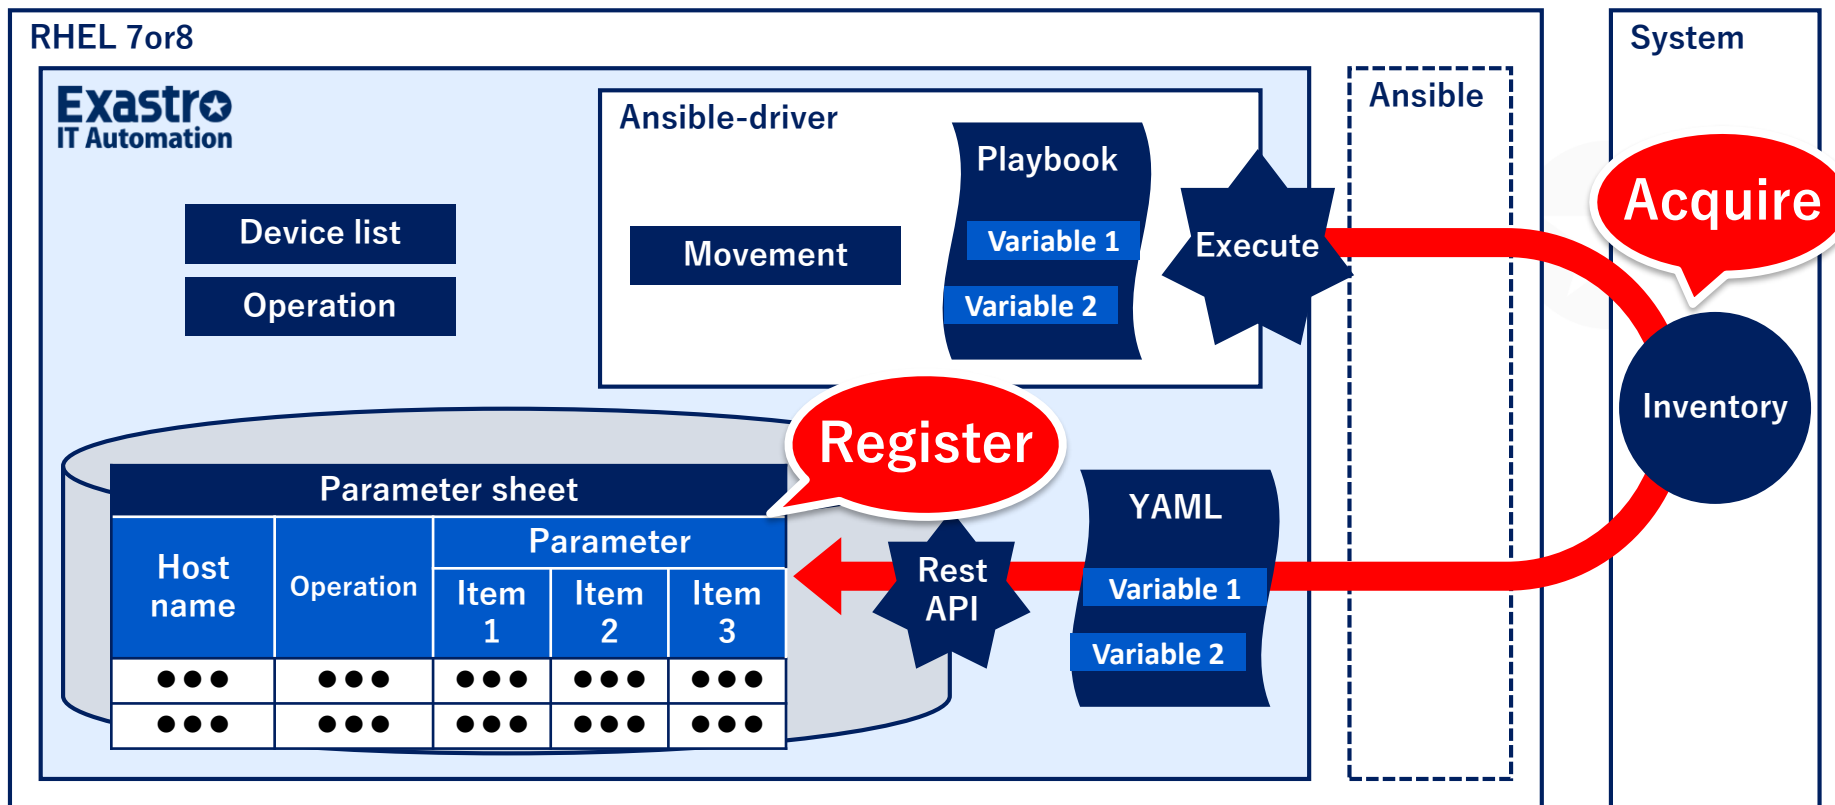 RHEL 7or8
System
Exastro
IT Automation
Ansible-driver
Ansible
Playbook
Variable 1
Variable 2
Movement
Execute
Acquire
Device list
Operation
Inventory
Register
Parameter sheet
Host
name
Operation
Parameter
Item
1
Item
2
Item
3
●●● ●●● ●●● ●●● ●●●
●●● ●●● ●●● ●●● ●●●
Rest
API
YAML
Variable 1
Variable 2